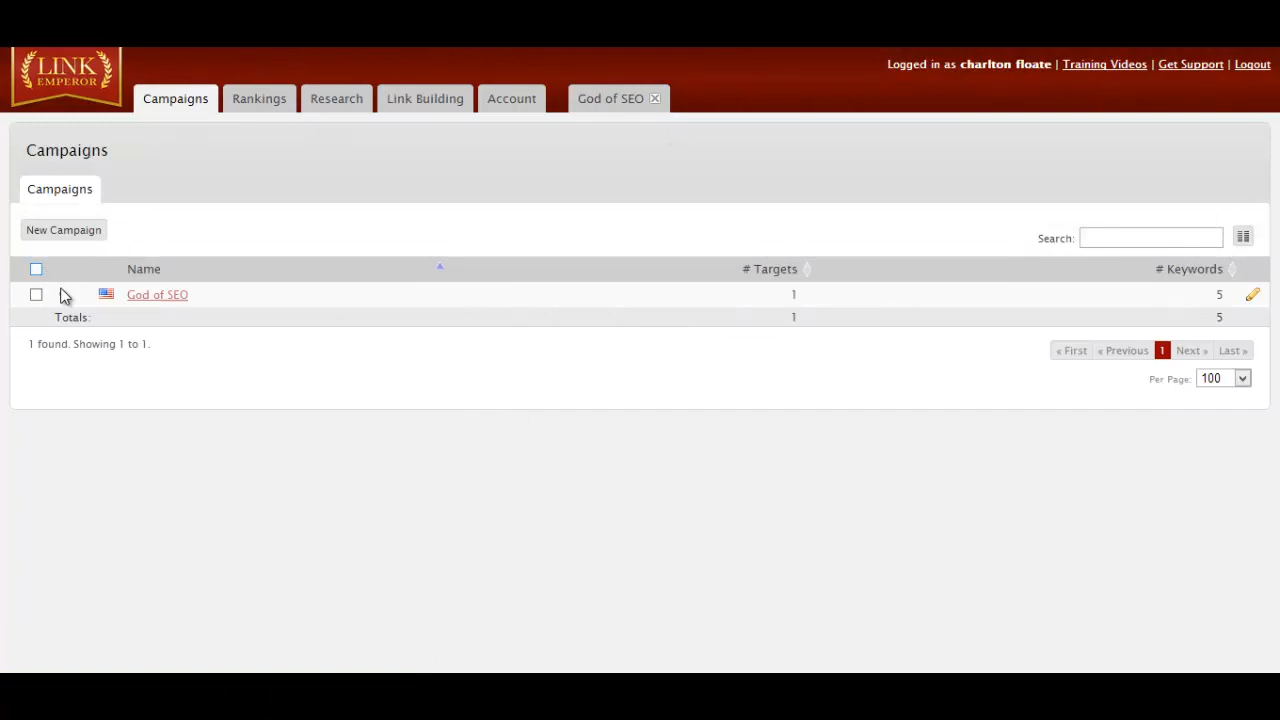 LINK
EMPEROR
Logged in as charlton floate | Training Videos | Get Support | Logout
Campaigns Rankings Research Link Building Account God of SEO
Campaigns
Campaigns
New Campaign
Search:
Name # Targets # Keywords
God of SEO 1 5
Totals: 1 5
1 found. Showing 1 to 1.
« First « Previous 1 Next » Last »
Per Page: 100